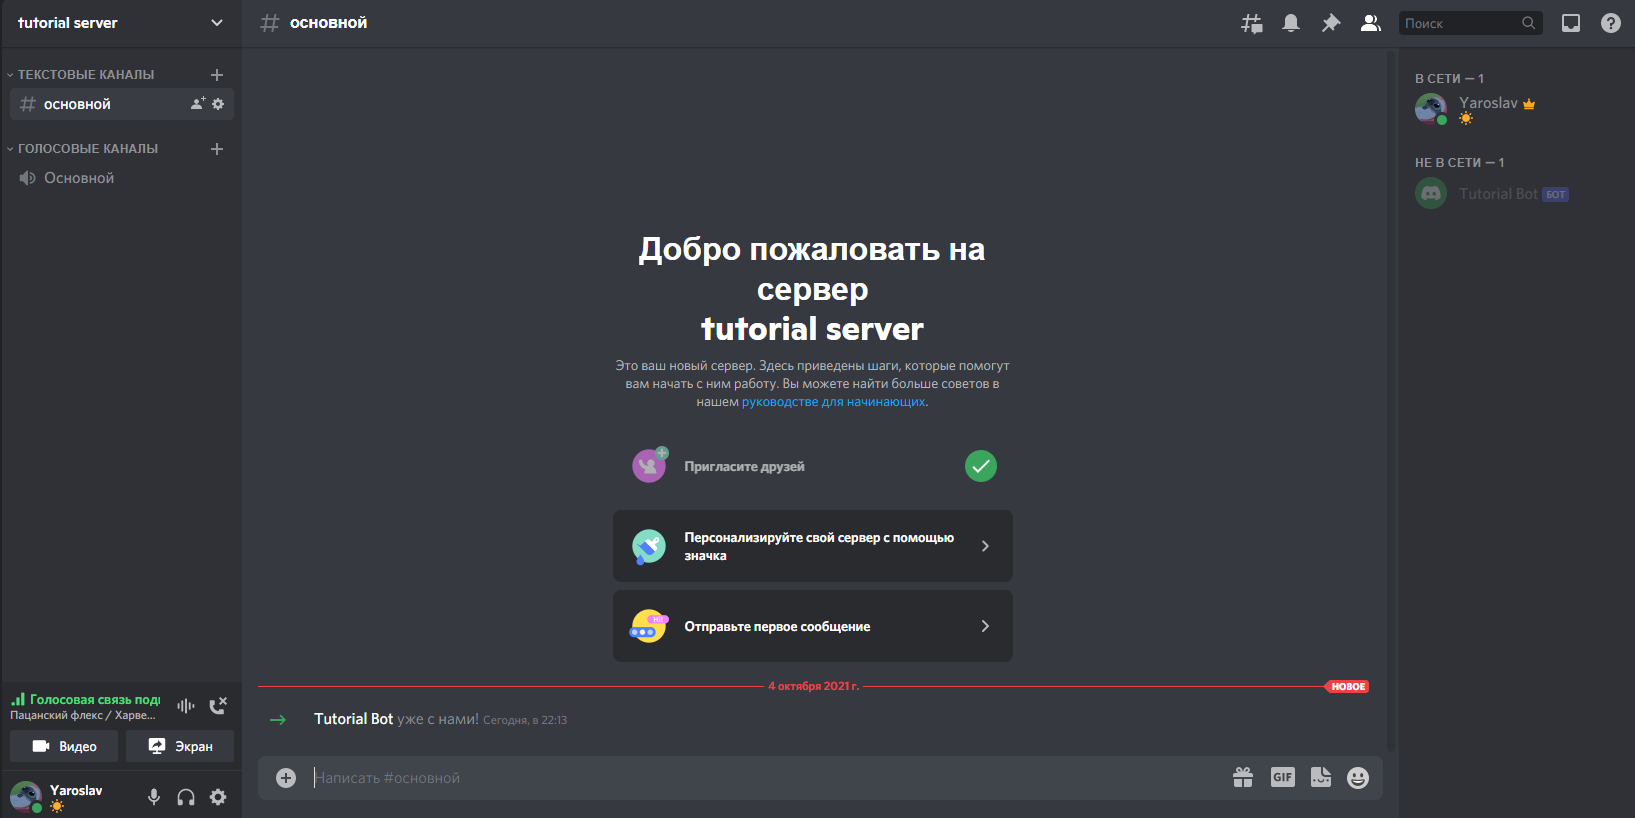 tutorial server
ТЕКСТОВЫЕ КАНАЛЫ
основной
ГОЛОСОВЫЕ КАНАЛЫ
Основной
Голосовая связь под
Пацанский флекс / Харве...
Видео
Экран
Yaroslav
основной
Поиск
Добро пожаловать на
сервер
tutorial server
Это ваш новый сервер. Здесь приведены шаги, которые помогут
вам начать с ним работу. Вы можете найти больше советов в
нашем руководстве для начинающих.
Пригласите друзей
Персонализируйте свой сервер с помощью
значка
HI!
Отправьте первое сообщение
4 октября 2021 г.
НОВОЕ
Tutorial Bot уже с нами! Сегодня, в 22:13
Написать #основной
GIF
В СЕТИ — 1
Yaroslav
НЕ В СЕТИ — 1
Tutorial Bot БОТ